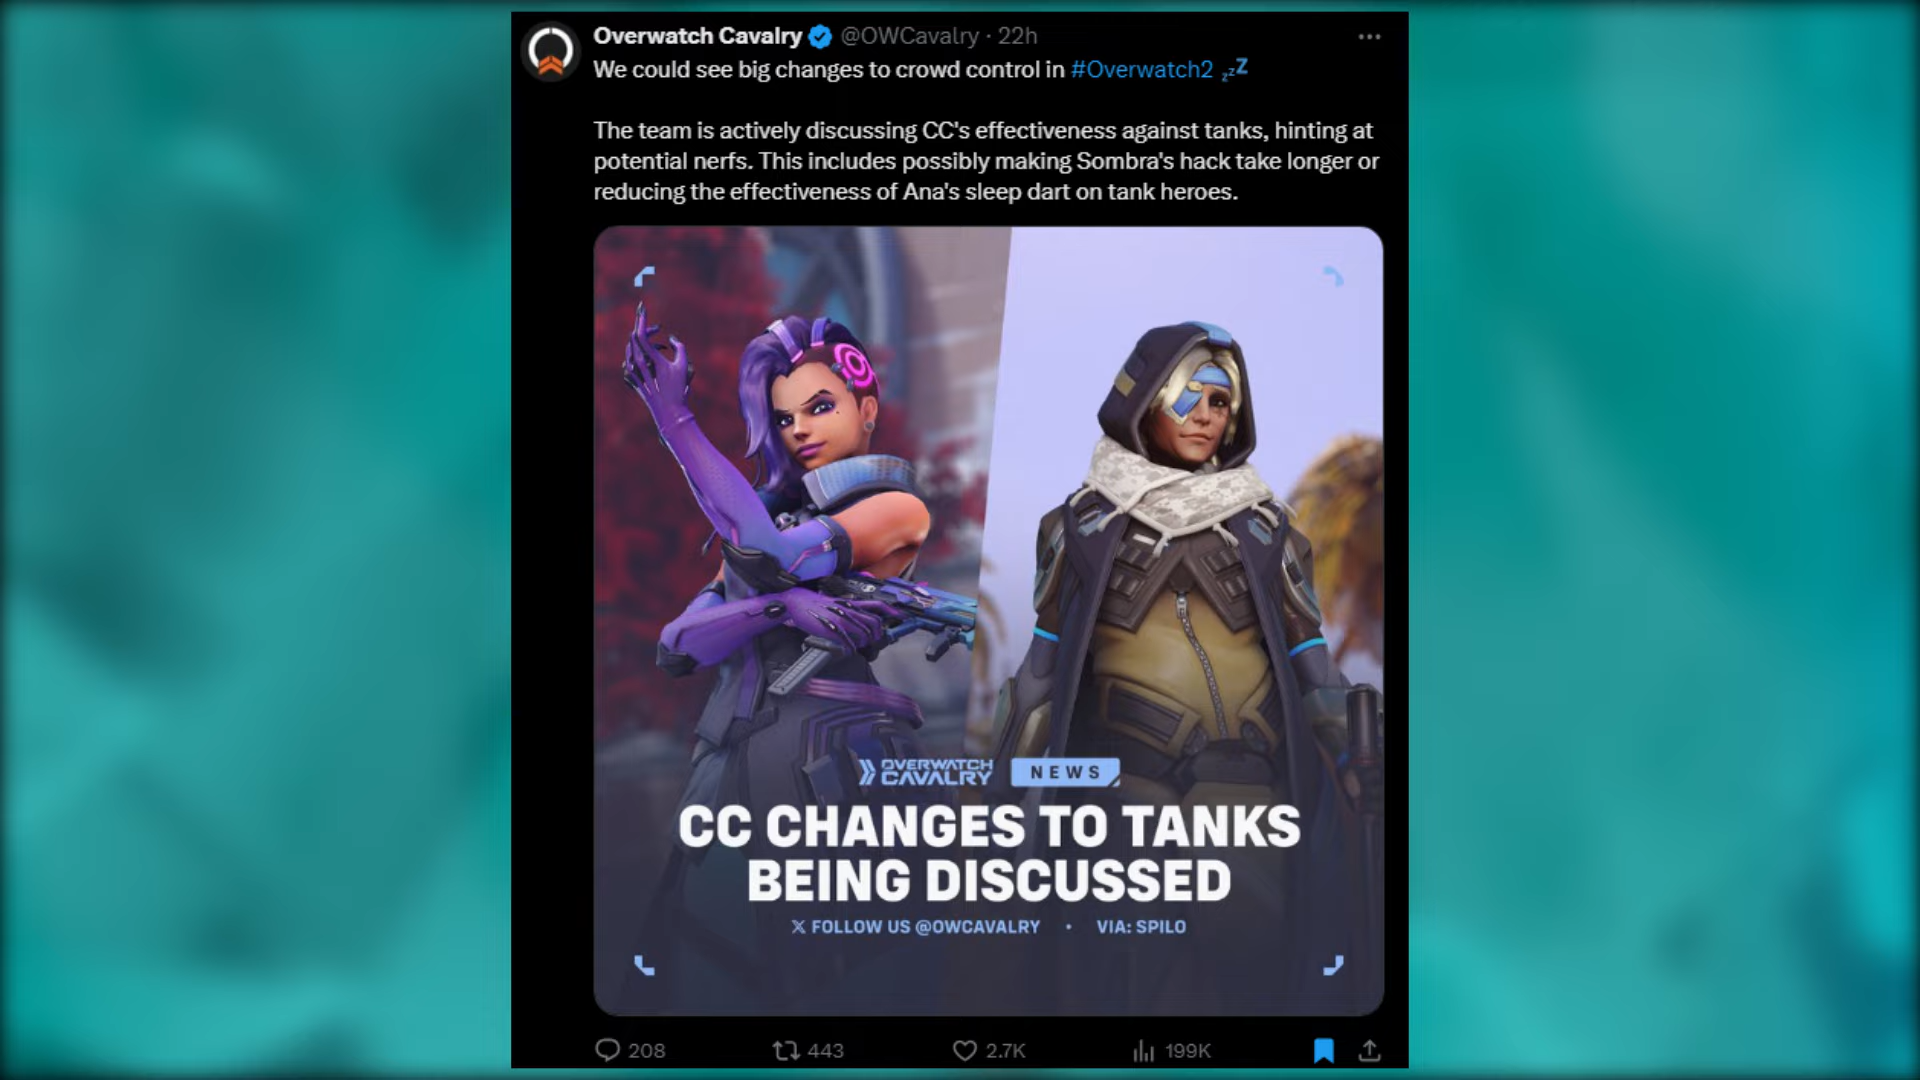 Overwatch Cavalry @OWCavalry · 22h
We could see big changes to crowd control in #Overwatch2 💤
The team is actively discussing CC's effectiveness against tanks, hinting at
potential nerfs. This includes possibly making Sombra's hack take longer or
reducing the effectiveness of Ana's sleep dart on tank heroes.
OVERWATCH
CAVALRY
NEWS
CC CHANGES TO TANKS
BEING DISCUSSED
X FOLLOW US @OWCAVALRY • VIA: SPILO
208 443 2.7K 199K